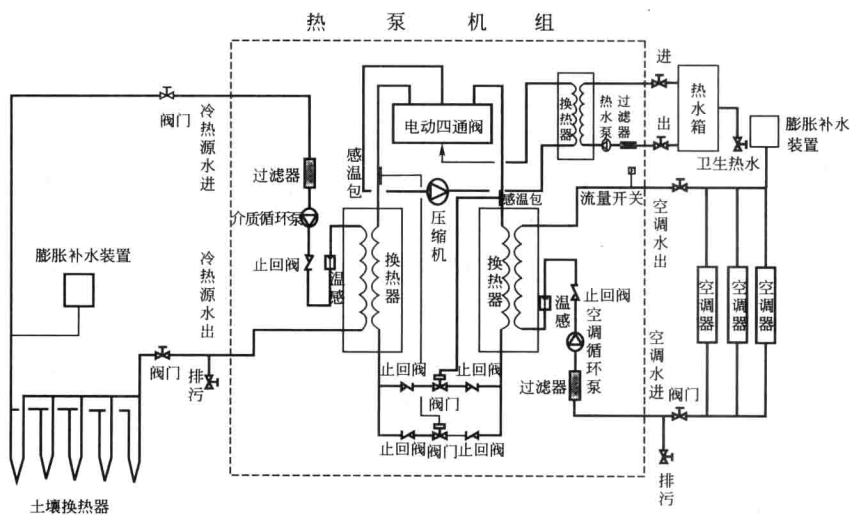 热泵机组
进
阀门
冷热源水进
换热器
热水泵
过滤器
热水箱
膨胀补水
装置
电动四通阀
出
过滤器
感温包
卫生热水
感温包
流量开关
介质循环泵
压缩机
空调水出
膨胀补水装置
冷热源水出
止回阀
温感
换热器
换热器
温感
止回阀
空调循环泵
空调器
空调器
空调器
阀门
排污
止回阀
止回阀
阀门
过滤器
空调水进
阀门
止回阀
阀门
止回阀
排污
土壤换热器